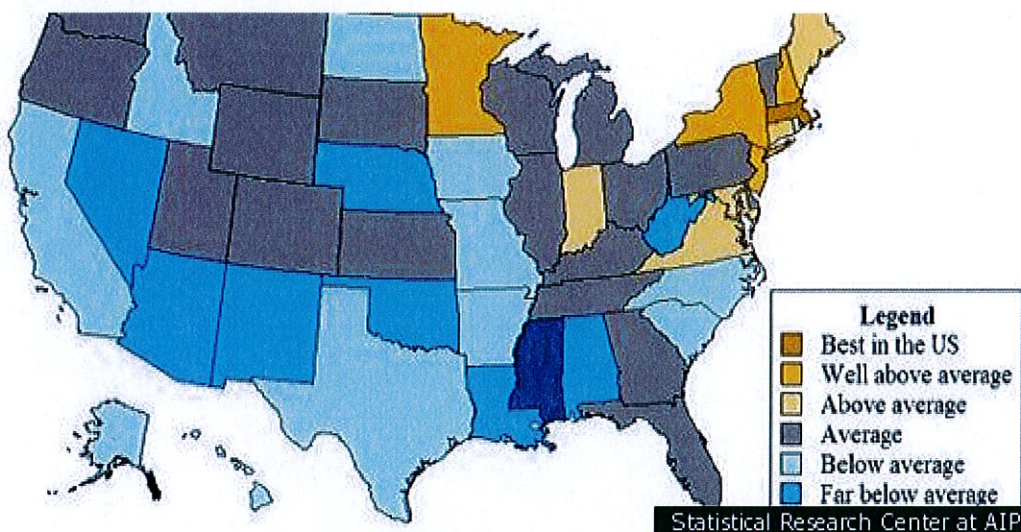 Legend
Best in the US
Well above average
Above average
Average
Below average
Far below average
Statistical Research Center at AIP